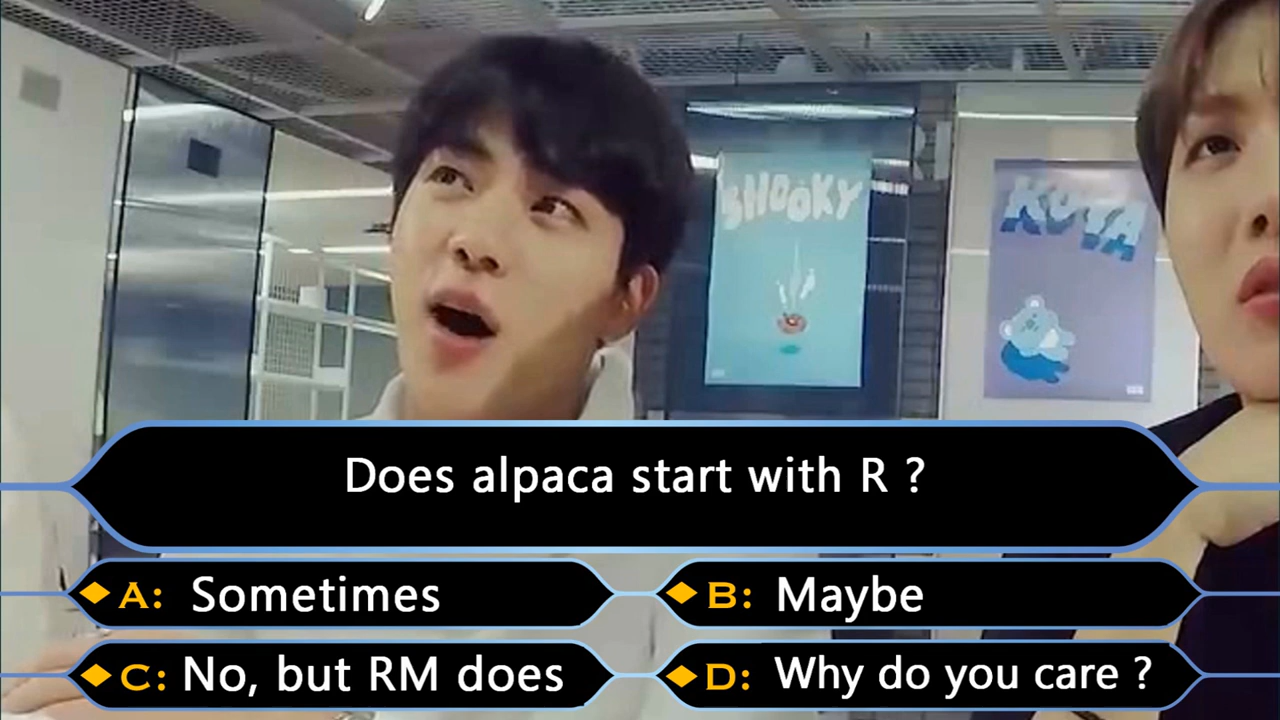 SHOOKY
KOYA
Does alpaca start with R ?
A: Sometimes
B: Maybe
C: No, but RM does
D: Why do you care ?